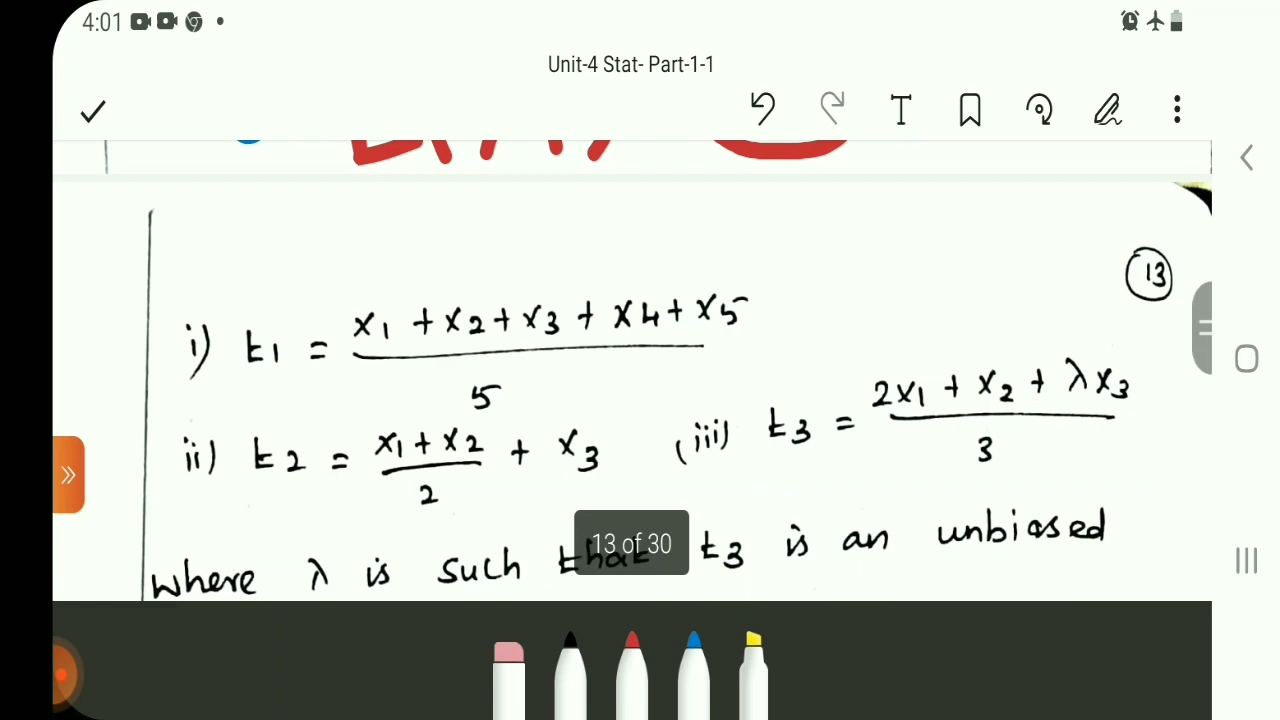 4:01
Unit-4 Stat- Part-1-1
T
13
i) t1 = x1 + x2 + x3 + x4 + x5
5
ii) t2 = x1 + x2 + x3 (iii) t3 = 2x1 + x2 + λx3
2 3
where λ is such that t3 is an unbiased
13 of 30